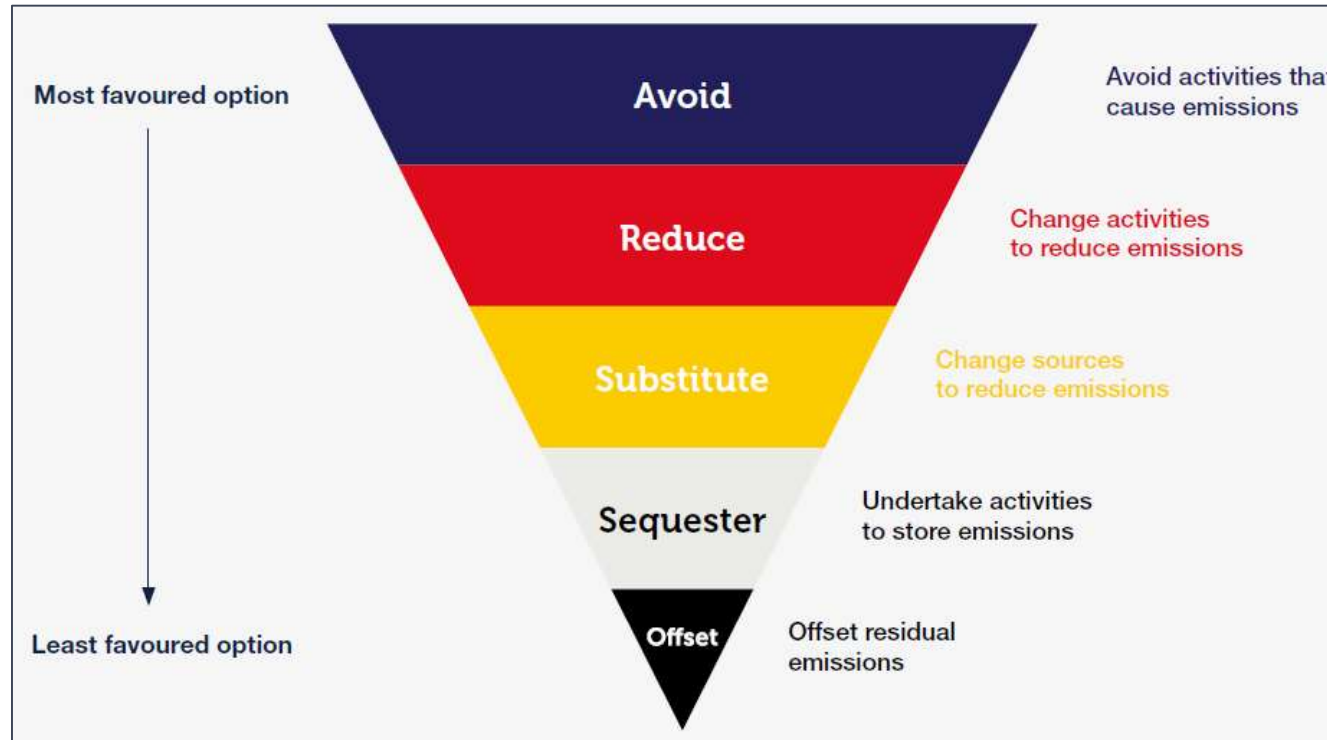 Most favoured option
Avoid
Avoid activities tha
cause emissions
Reduce
Change activities
to reduce emissions
Substitute
Change sources
to reduce emissions
Sequester
Undertake activities
to store emissions
Least favoured option
Offset
Offset residual
emissions